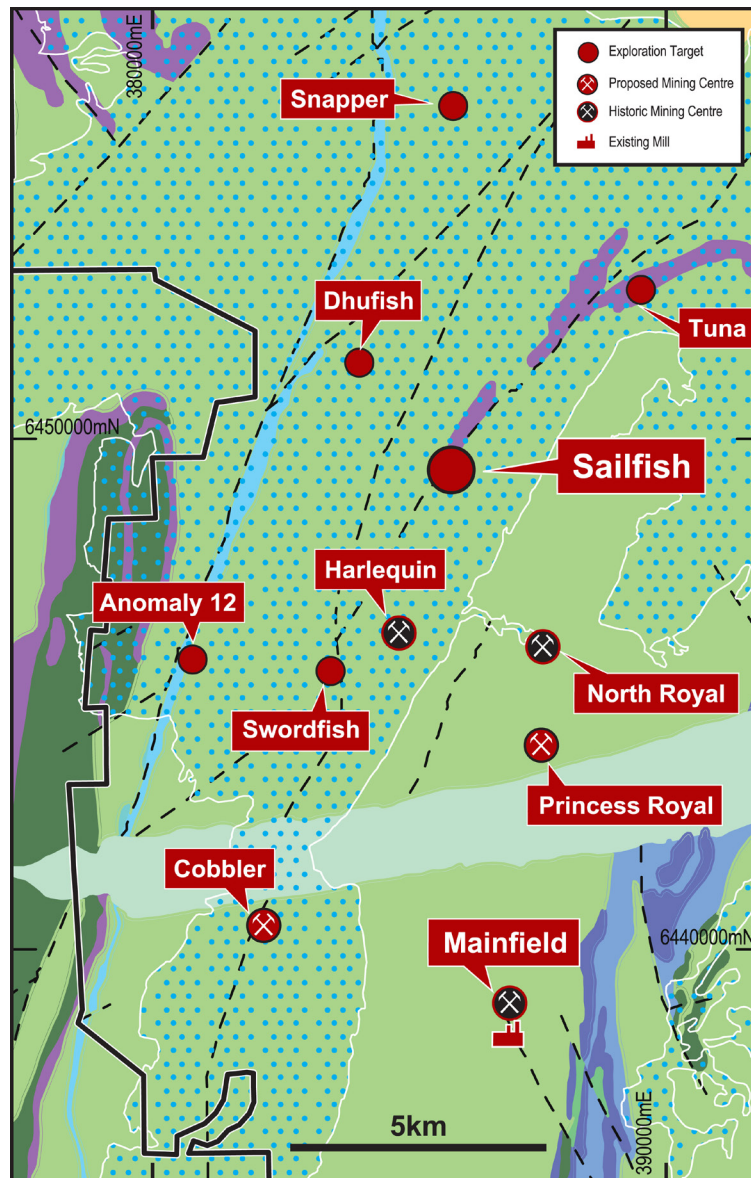 380000mE
Exploration Target
Proposed Mining Centre
Historic Mining Centre
Existing Mill
Snapper
Dhufish
Tuna
6450000mN
Sailfish
Harlequin
Anomaly 12
North Royal
Swordfish
Princess Royal
Cobbler
Mainfield
6440000mN
5km
390000mE